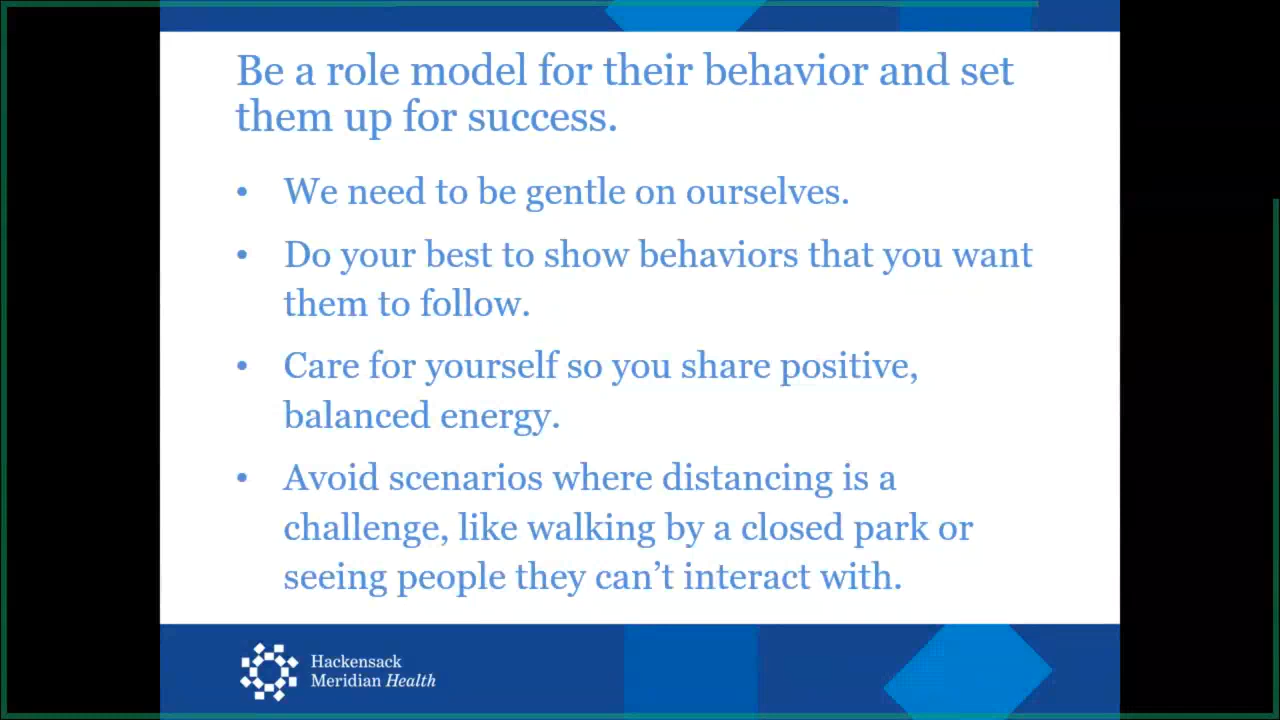 Be a role model for their behavior and set
them up for success.
• We need to be gentle on ourselves.
• Do your best to show behaviors that you want
them to follow.
• Care for yourself so you share positive,
balanced energy.
• Avoid scenarios where distancing is a
challenge, like walking by a closed park or
seeing people they can’t interact with.
Hackensack
Meridian Health